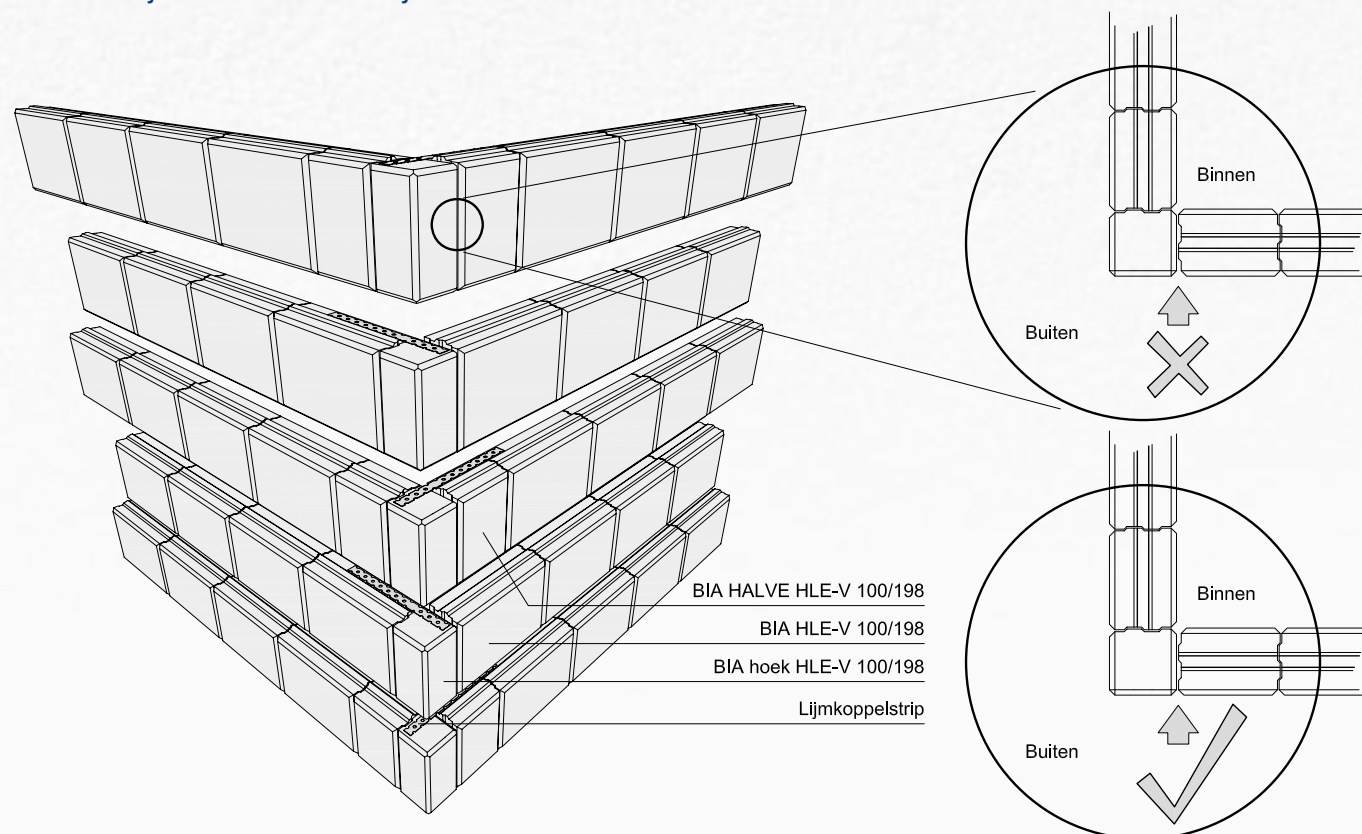 Binnen
Buiten
BIA HALVE HLE-V 100/198
BIA HLE-V 100/198
BIA hoek HLE-V 100/198
Lijmkoppelstrip
Binnen
Buiten